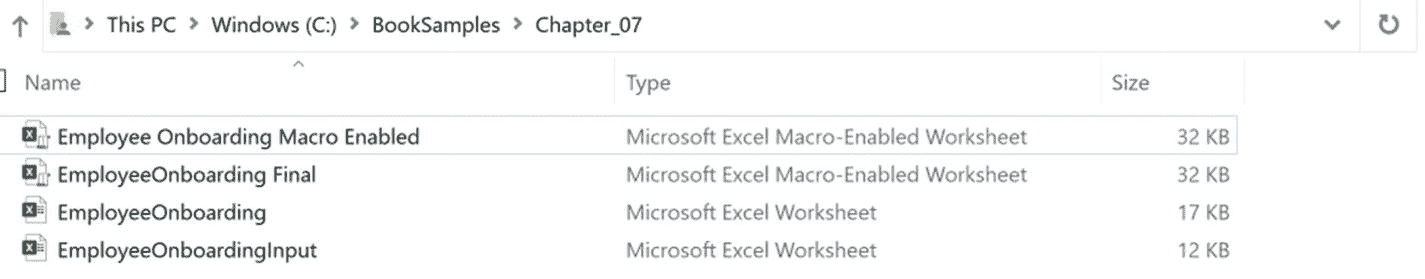 This PC > Windows (C:) > BookSamples > Chapter_07
Name Type Size
Employee Onboarding Macro Enabled Microsoft Excel Macro-Enabled Worksheet 32 KB
EmployeeOnboarding Final Microsoft Excel Macro-Enabled Worksheet 32 KB
EmployeeOnboarding Microsoft Excel Worksheet 17 KB
EmployeeOnboardingInput Microsoft Excel Worksheet 12 KB